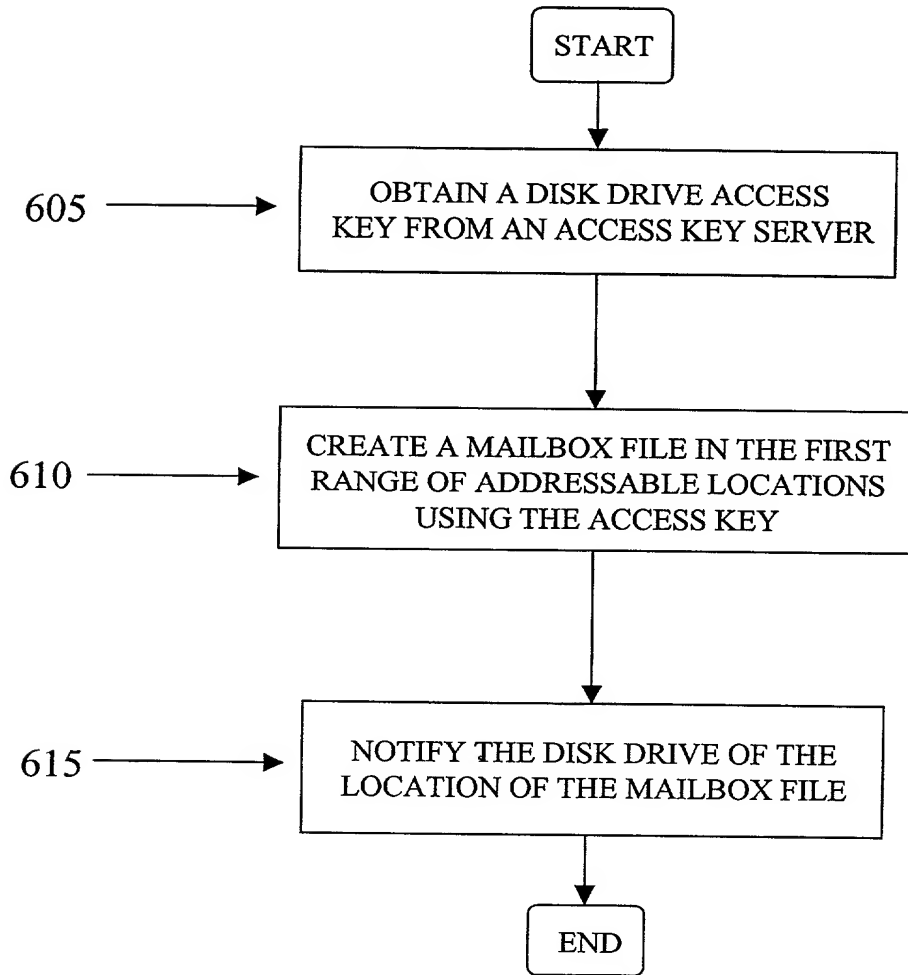 START
605
OBTAIN A DISK DRIVE ACCESS
KEY FROM AN ACCESS KEY SERVER
610
CREATE A MAILBOX FILE IN THE FIRST
RANGE OF ADDRESSABLE LOCATIONS
USING THE ACCESS KEY
615
NOTIFY THE DISK DRIVE OF THE
LOCATION OF THE MAILBOX FILE
END